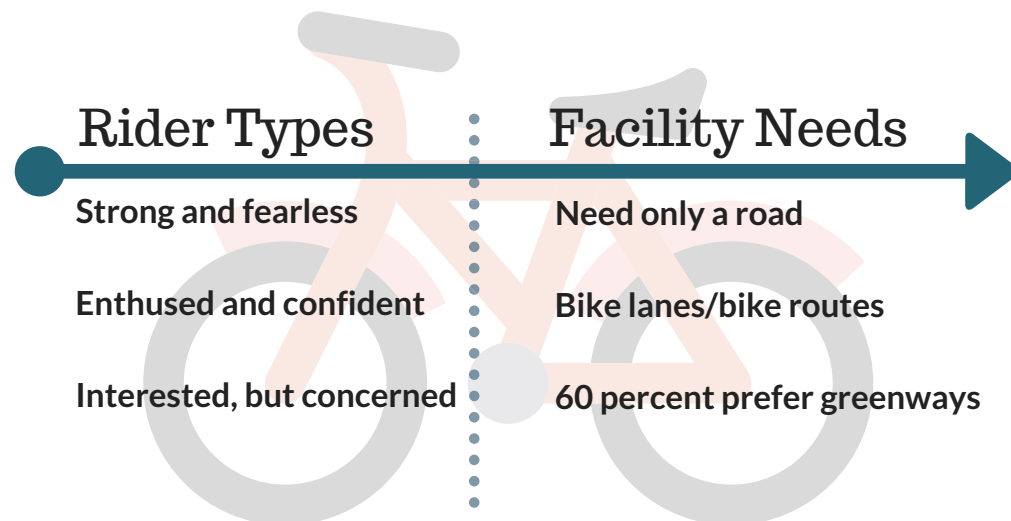 Rider Types
Facility Needs
Strong and fearless
Need only a road
Enthused and confident
Bike lanes/bike routes
Interested, but concerned
60 percent prefer greenways